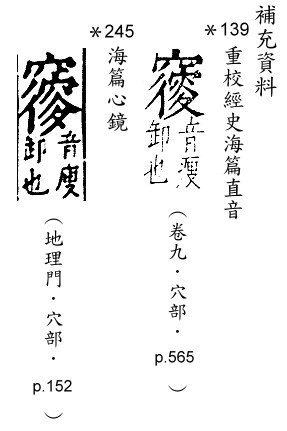 補充資料
*139 重校經史海篇直音
音瘦
卸也
（卷九．穴部．p.565）
*245 海篇心鏡
音廋
卸也
（地理門．穴部．p.152）